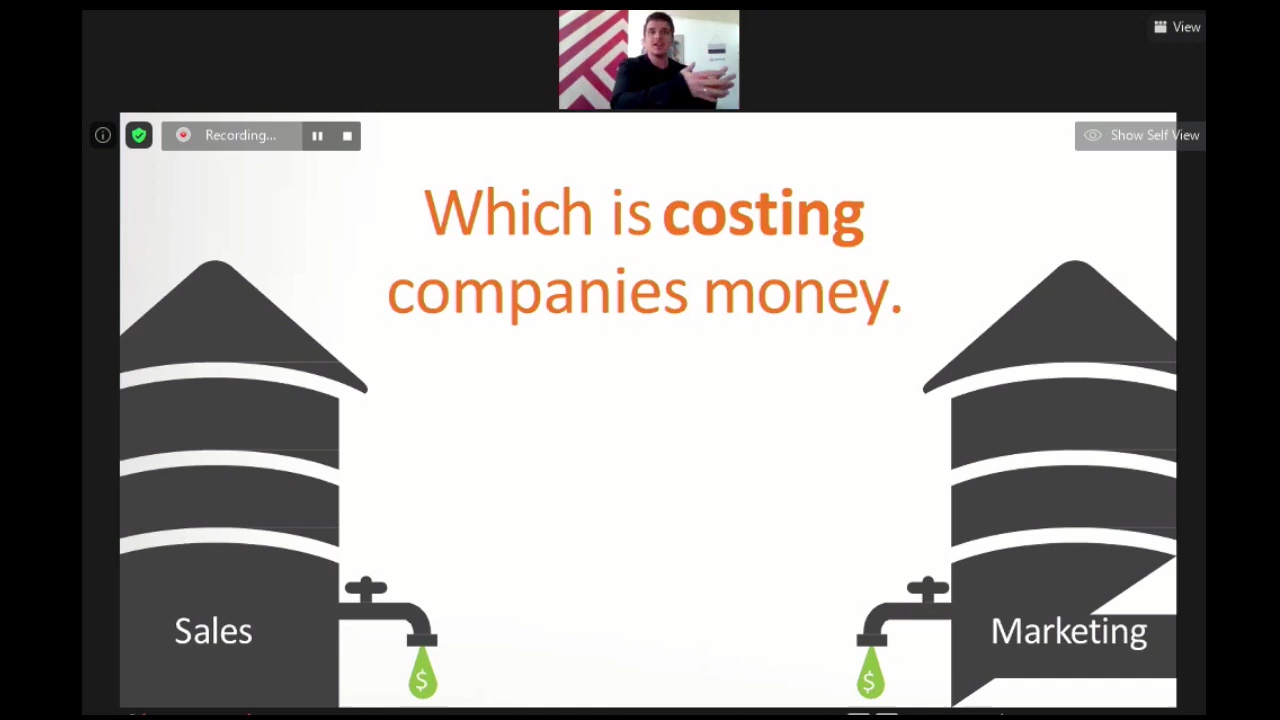 View
Recording...
Show Self View
Which is costing
companies money.
Sales
Marketing
$
$